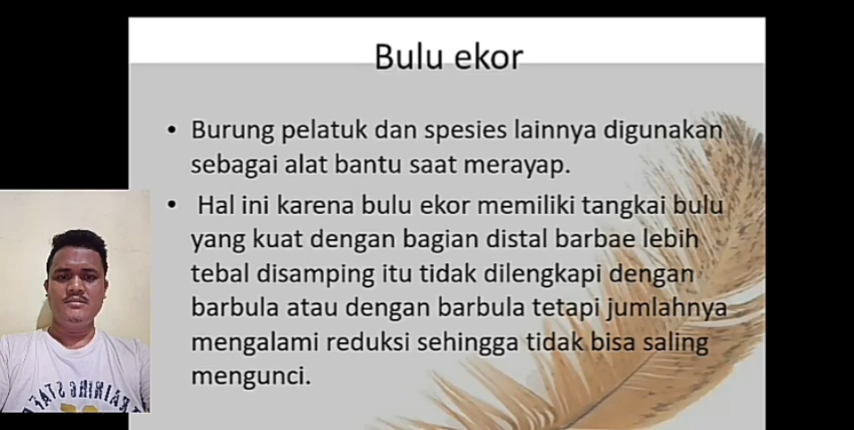 Bulu ekor
• Burung pelatuk dan spesies lainnya digunakan
sebagai alat bantu saat merayap.
• Hal ini karena bulu ekor memiliki tangkai bulu
yang kuat dengan bagian distal barbae lebih
tebal disamping itu tidak dilengkapi dengan
barbula atau dengan barbula tetapi jumlahnya
mengalami reduksi sehingga tidak bisa saling
mengunci.
TRAINING STAF